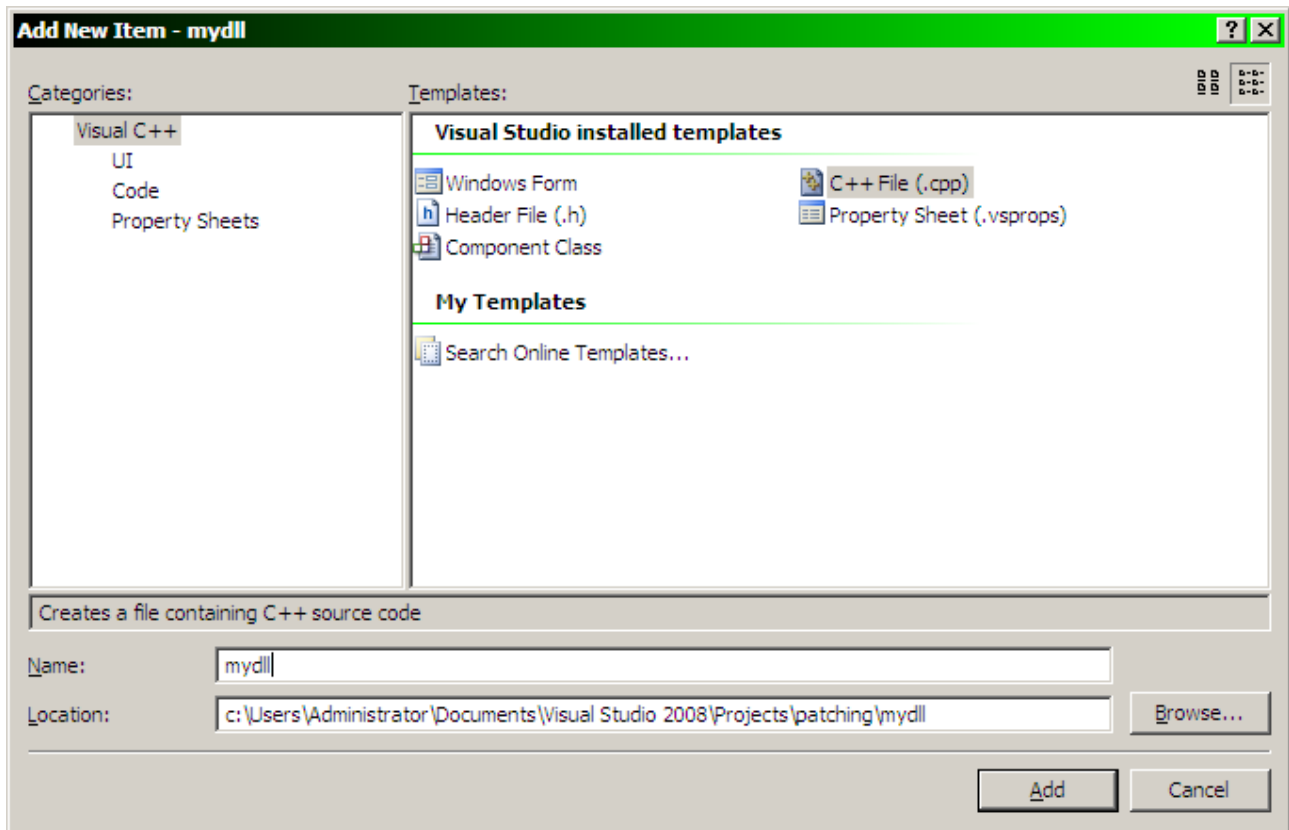 Add New Item - mydll
Categories:
Templates:
Visual C++
UI
Code
Property Sheets
Visual Studio installed templates
Windows Form
C++ File (.cpp)
Header File (.h)
Property Sheet (.vsprops)
Component Class
My Templates
Search Online Templates...
Creates a file containing C++ source code
Name:
mydll
Location:
c:\Users\Administrator\Documents\Visual Studio 2008\Projects\patching\mydll
Browse...
Add
Cancel